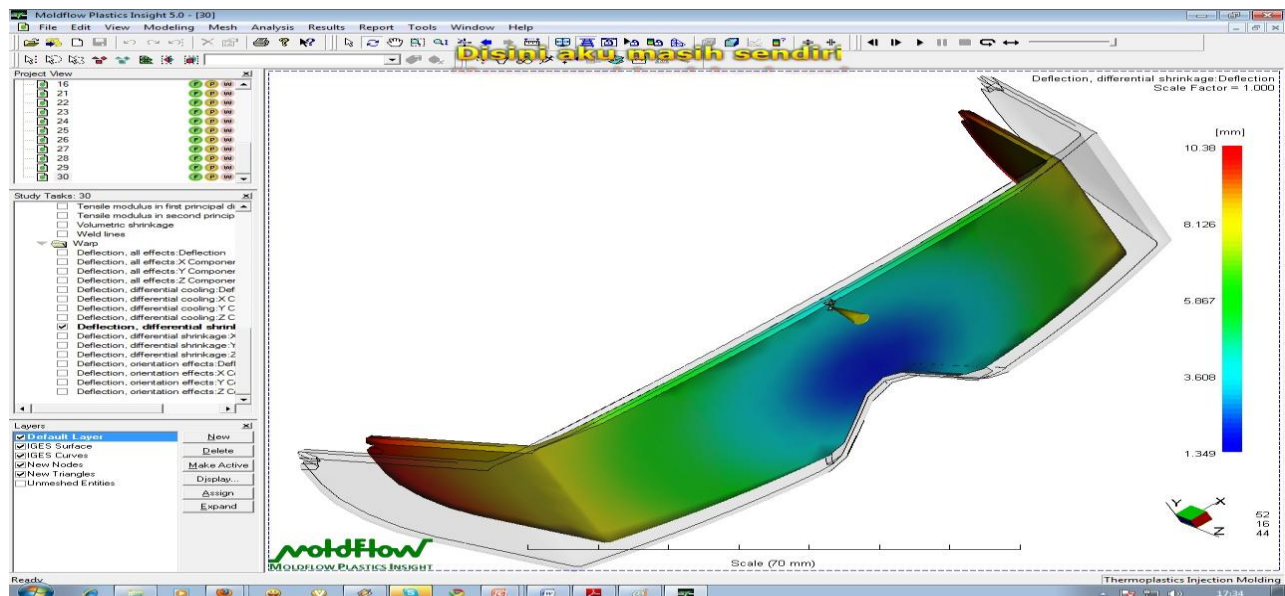 Moldflow Plastics Insight 5.0 - [30]
File Edit View Modeling Mesh Analysis Results Report Tools Window Help
Disini aku masih sendiri
Project View
16
21
22
23
24
25
26
27
28
29
30
Study Tasks: 30
Tensile modulus in first principal di
Tensile modulus in second princip
Volumetric shrinkage
Weld lines
Warp
Deflection, all effects:Deflection
Deflection, all effects:X Componer
Deflection, all effects:Y Componer
Deflection, all effects:Z Componer
Deflection, differential cooling:Def
Deflection, differential cooling:X C
Deflection, differential cooling:Y C
Deflection, differential cooling:Z C
Deflection, differential shrinl
Deflection, differential shrinkage:X
Deflection, differential shrinkage:Y
Deflection, differential shrinkage:Z
Deflection, orientation effects:Defl
Deflection, orientation effects:X C
Deflection, orientation effects:Y C
Deflection, orientation effects:Z C
Layers
Default Layer
IGES Surface
IGES Curves
New Nodes
New Triangles
Unmeshed Entities
New
Delete
Make Active
Display...
Assign
Expand
Deflection, differential shrinkage:Deflection
Scale Factor = 1.000
[mm]
10.38
8.126
5.867
3.608
1.349
Y X
Z
52
16
44
moldflow
MOLDFLOW PLASTICS INSIGHT
Scale (70 mm)
Ready
Thermoplastics Injection Molding
17:34